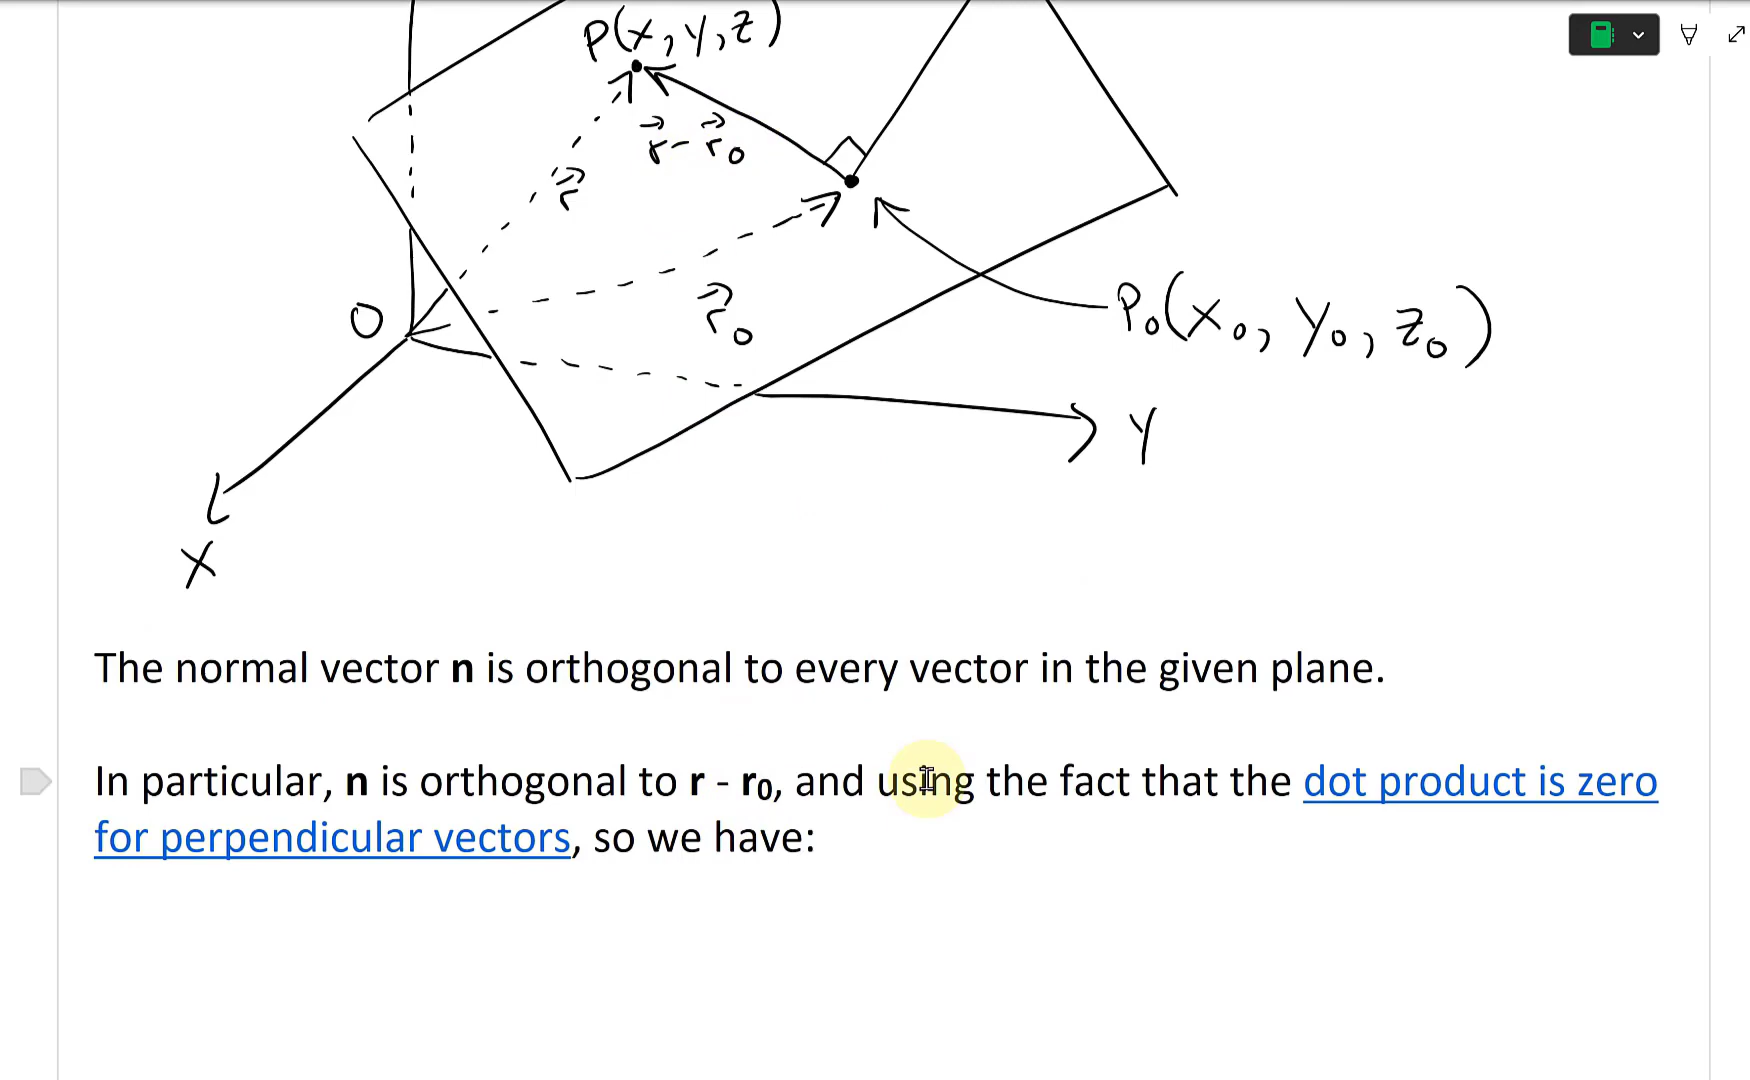 P(x, y, z)
r⃗ - r⃗₀
r⃗
r⃗₀
O
P₀(x₀, y₀, z₀)
Y
X
The normal vector n is orthogonal to every vector in the given plane.
In particular, n is orthogonal to r - r₀, and using the fact that the dot product is zero
for perpendicular vectors, so we have: